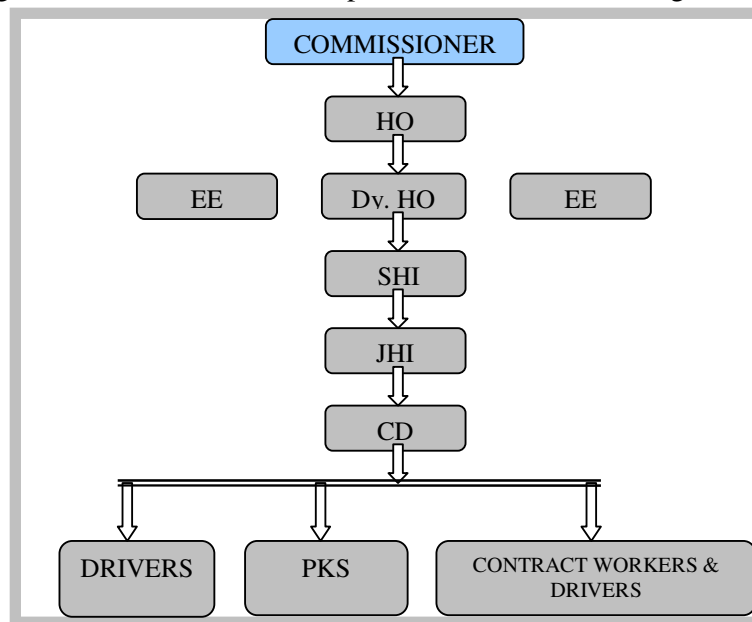 COMMISSIONER
HO
EE
Dv. HO
EE
SHI
JHI
CD
DRIVERS
PKS
CONTRACT WORKERS &
DRIVERS